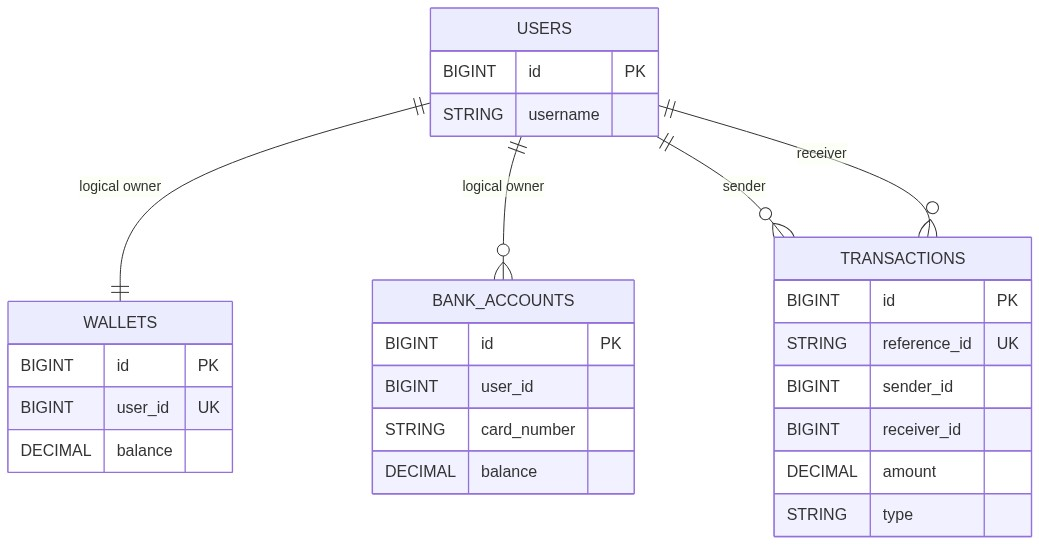 USERS
BIGINT id PK
STRING username
logical owner
logical owner
sender
receiver
WALLETS
BIGINT id PK
BIGINT user_id UK
DECIMAL balance
BANK_ACCOUNTS
BIGINT id PK
BIGINT user_id
STRING card_number
DECIMAL balance
TRANSACTIONS
BIGINT id PK
STRING reference_id UK
BIGINT sender_id
BIGINT receiver_id
DECIMAL amount
STRING type